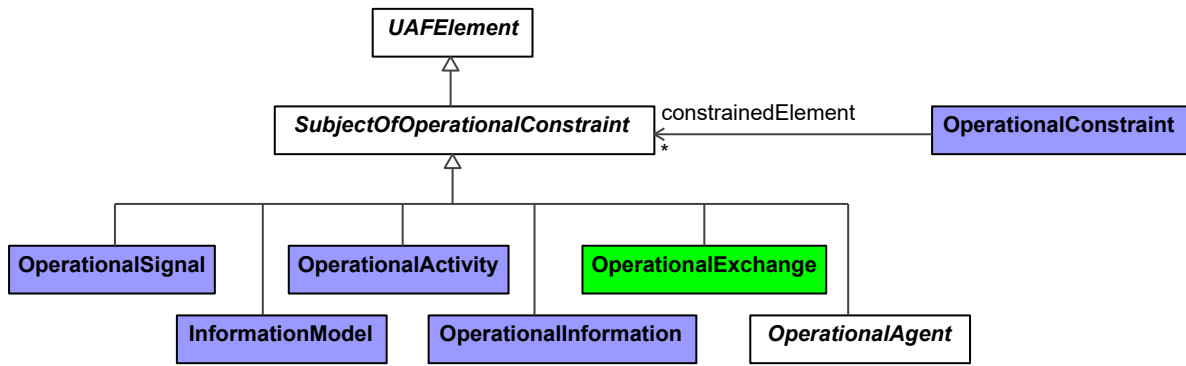 UAFElement
SubjectOfOperationalConstraint
constrainedElement
*
OperationalConstraint
OperationalSignal
OperationalActivity
OperationalExchange
InformationModel
OperationalInformation
OperationalAgent